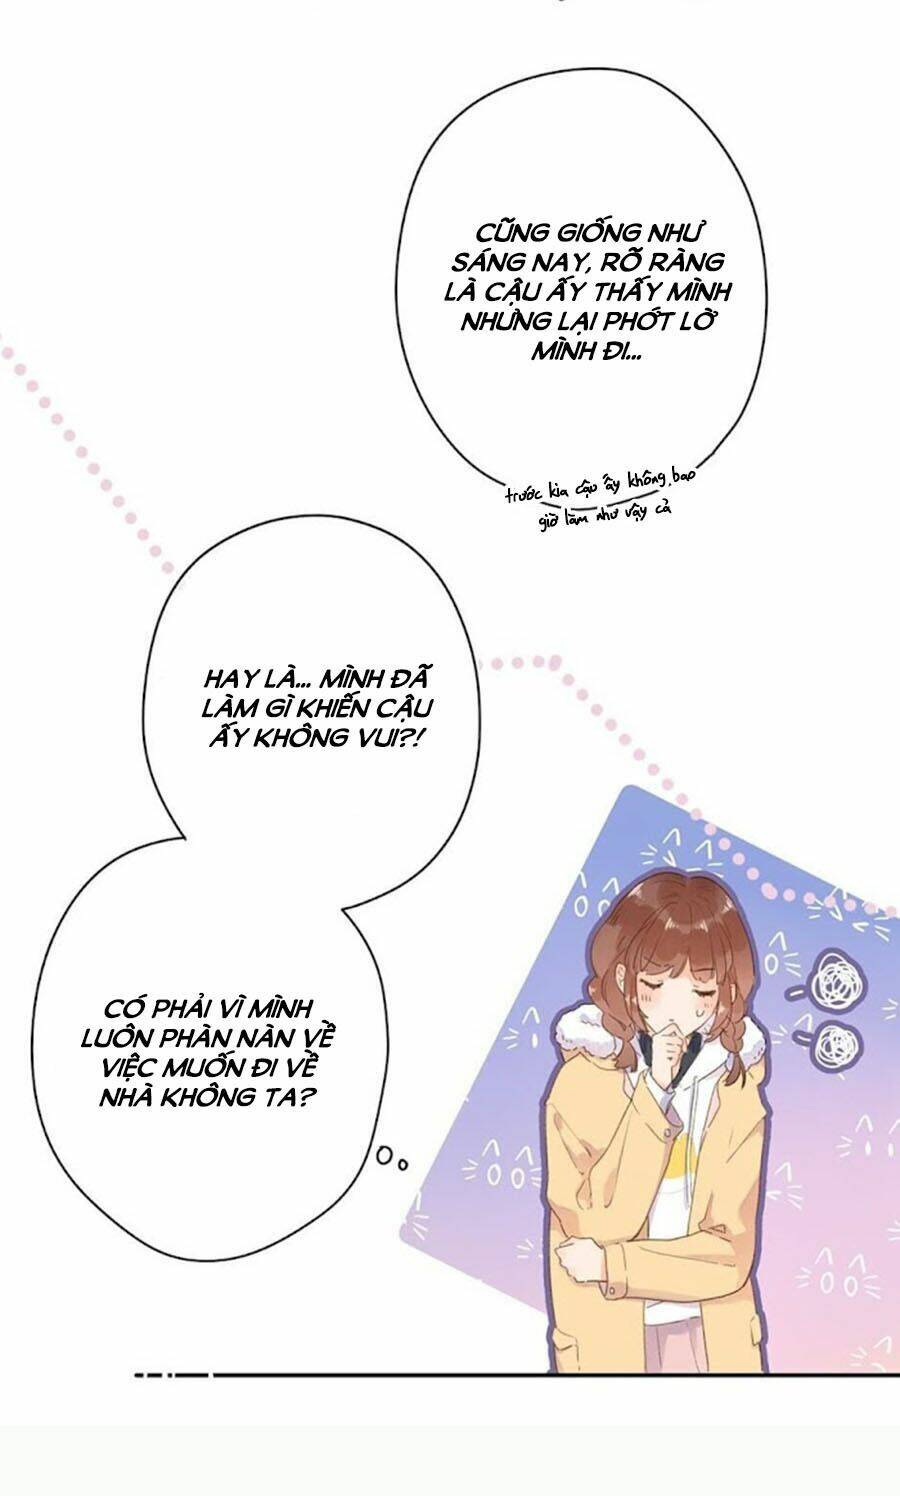 CŨNG GIỐNG NHƯ
SÁNG NAY, RÕ RÀNG
LÀ CẬU ẤY THẤY MÌNH
NHƯNG LẠI PHỚT LỜ
MÌNH ĐI...
trước kia cậu ấy không bao
giờ làm như vậy cả
HAY LÀ... MÌNH ĐÃ
LÀM GÌ KHIẾN CẬU
ẤY KHÔNG VUI?!
CÓ PHẢI VÌ MÌNH
LUÔN PHÀN NÀN VỀ
VIỆC MUỐN ĐI VỀ
NHÀ KHÔNG TA?